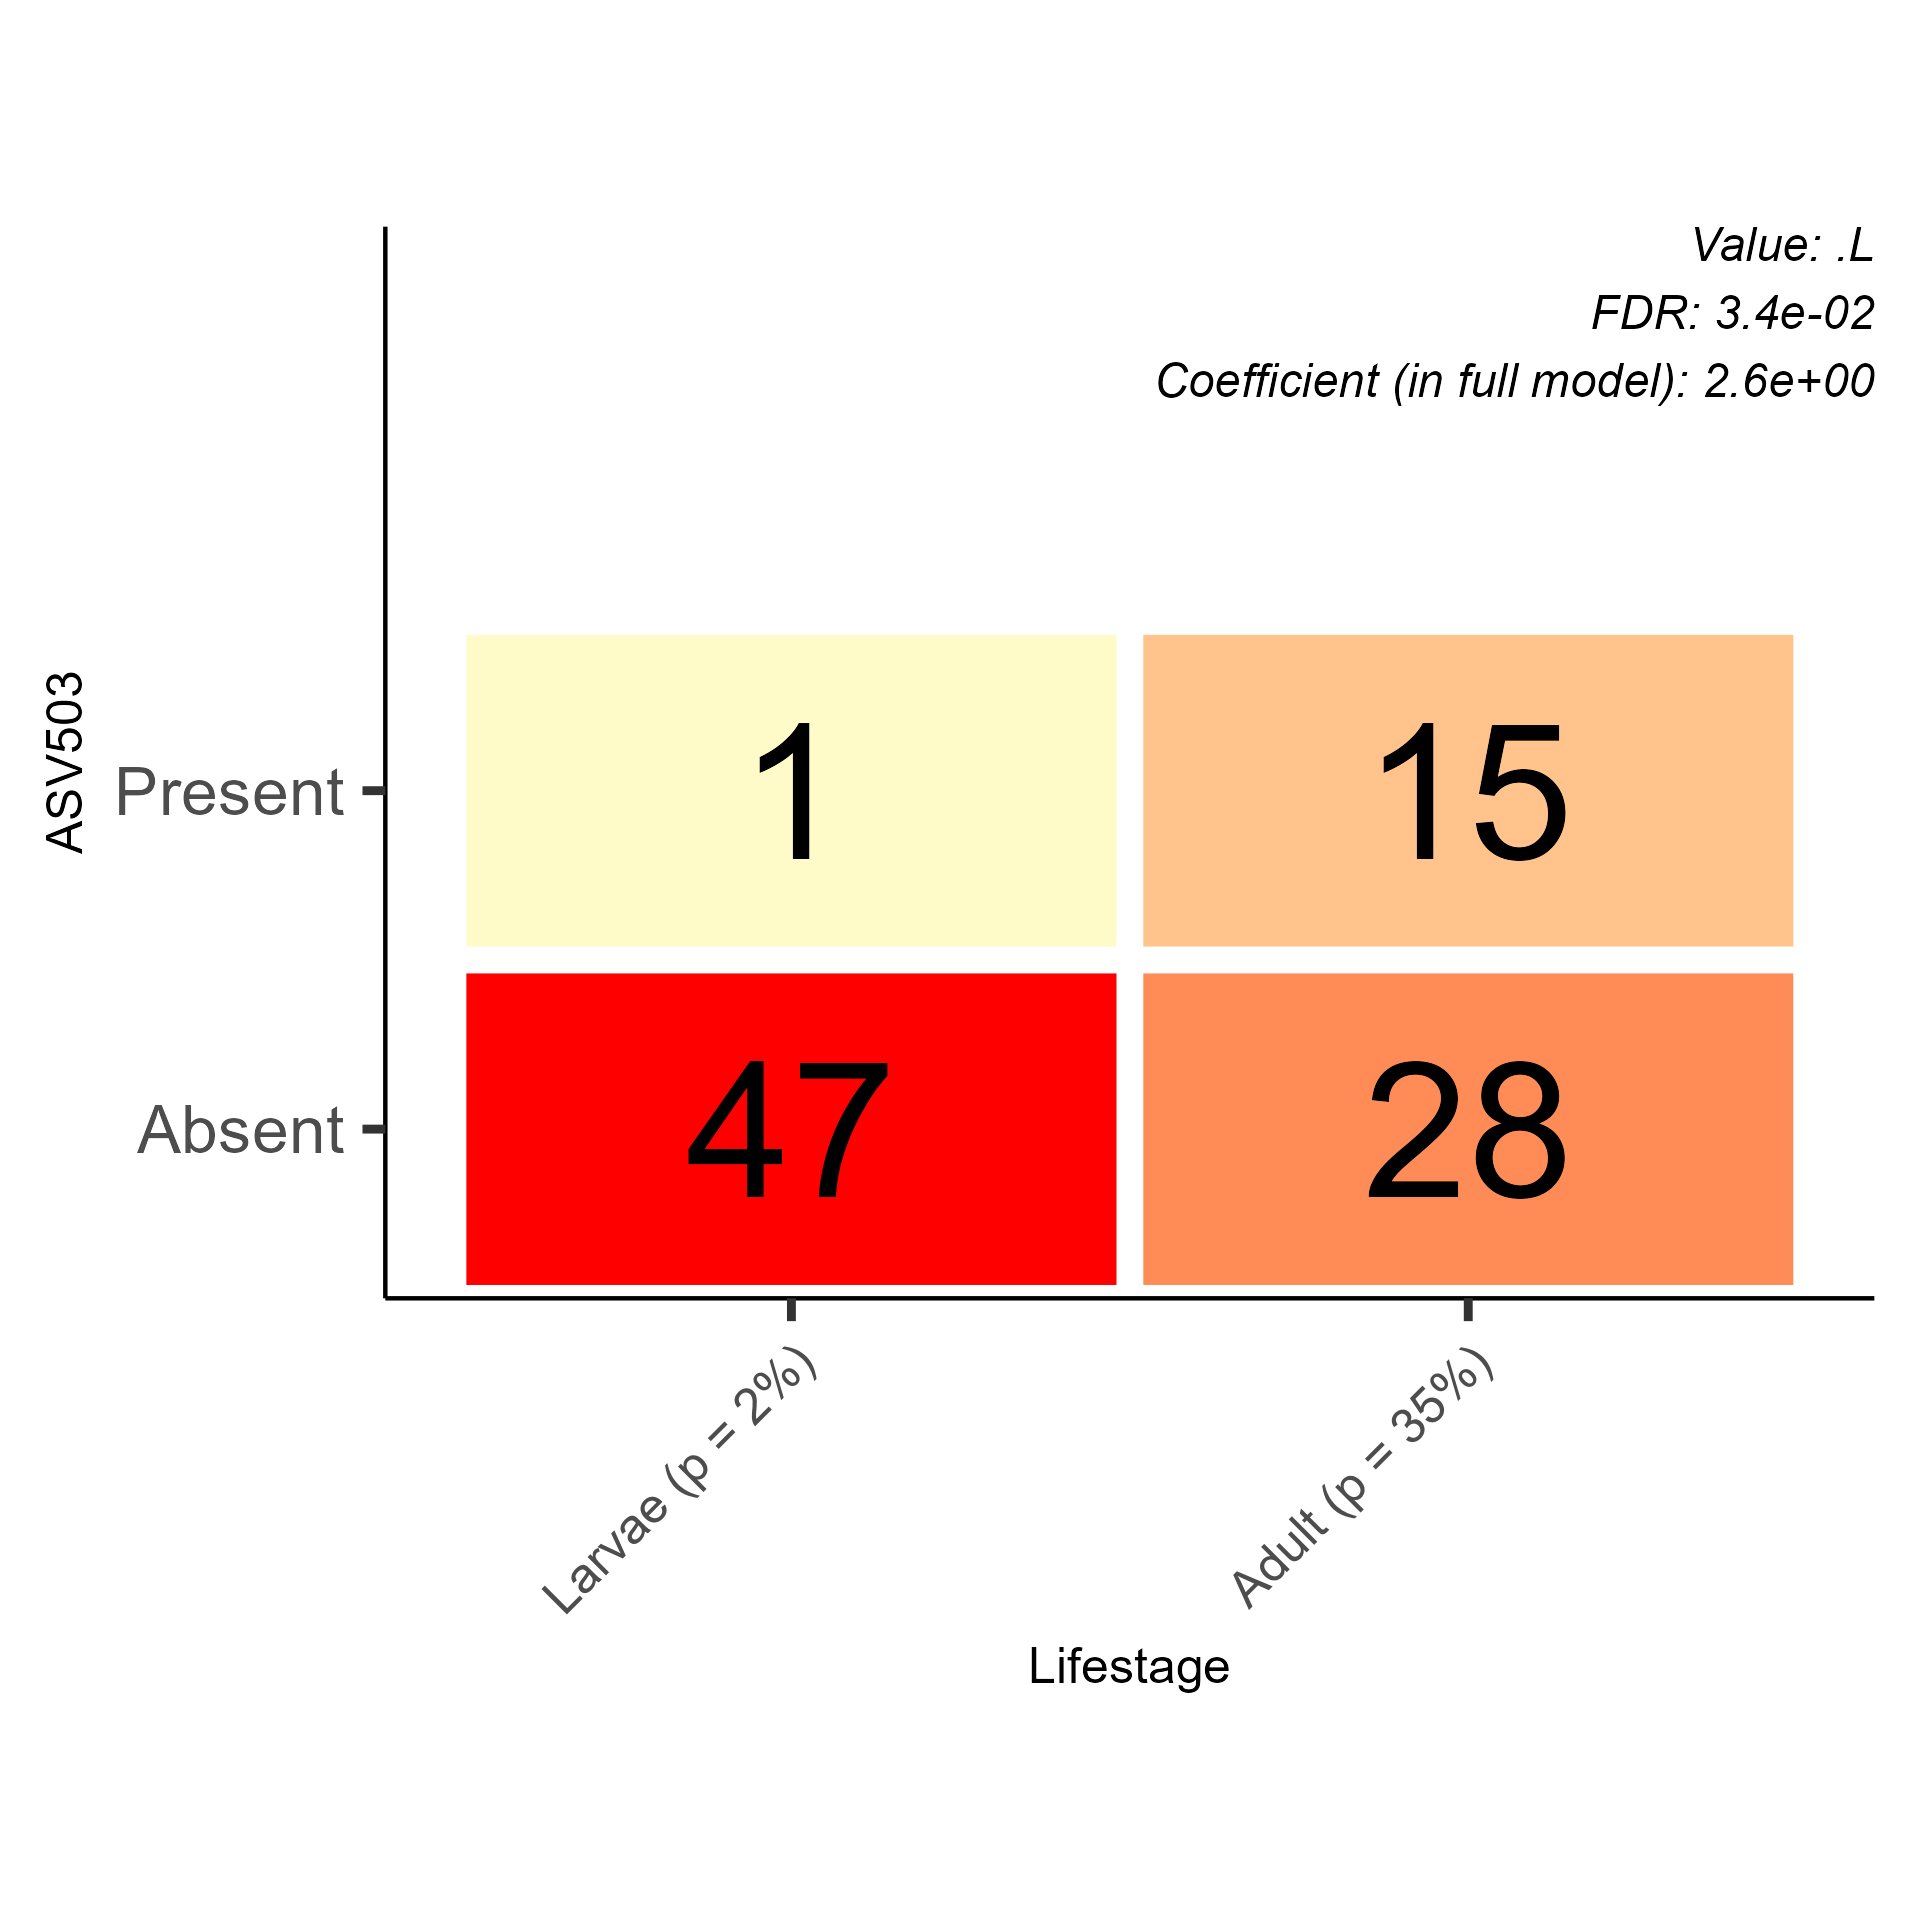 Value: .L
FDR: 3.4e-02
Coefficient (in full model): 2.6e+00
ASV503
Present
1
15
Absent
47
28
Larvae (p = 2%)
Adult (p = 35%)
Lifestage